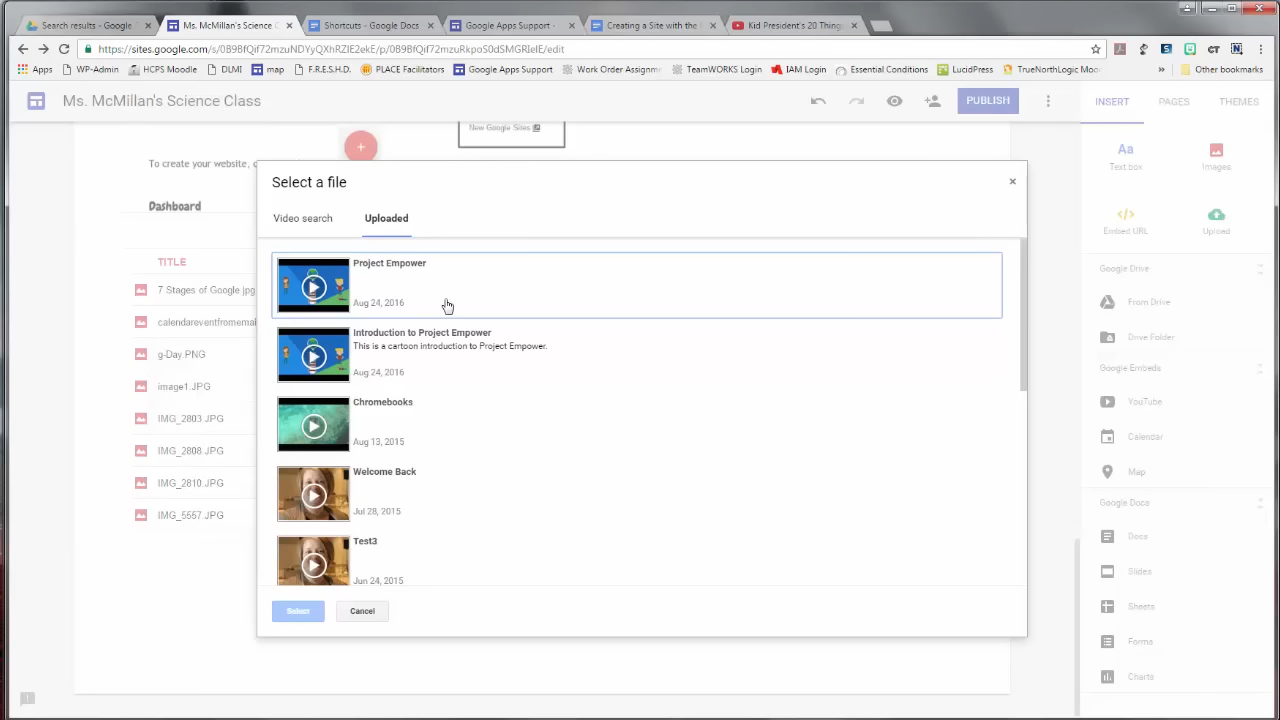 Search results - Google
Ms. McMillan's Science C
Shortcuts - Google Docs
Google Apps Support
Creating a Site with the
Kid President's 20 Things
https://sites.google.com/s/
/edit
Apps WP-Admin HCPS Moodle DLMI map F.R.E.S.H.D. PLACE Facilitators Google Apps Support Work Order Assignme TeamWORKS Login IAM Login Essential Conditions LucidPress TrueNorthLogic Moo » Other bookmarks
Ms. McMillan's Science Class
PUBLISH
INSERT PAGES THEMES
New Google Sites
To create your website, c
Dashboard
TITLE
7 Stages of Google.jpg
calendareventfromemai
g-Day.PNG
image1.JPG
IMG_2803.JPG
IMG_2808.JPG
IMG_2810.JPG
IMG_5557.JPG
Select a file
Video search Uploaded
Project Empower
Aug 24, 2016
Introduction to Project Empower
This is a cartoon introduction to Project Empower.
Aug 24, 2016
Chromebooks
Aug 13, 2015
Welcome Back
Jul 28, 2015
Test3
Jun 24, 2015
Select Cancel
Aa
Text box Images
Embed URL Upload
Google Drive
From Drive
Drive Folder
Google Embeds
YouTube
Calendar
Map
Google Docs
Docs
Slides
Sheets
Forms
Charts